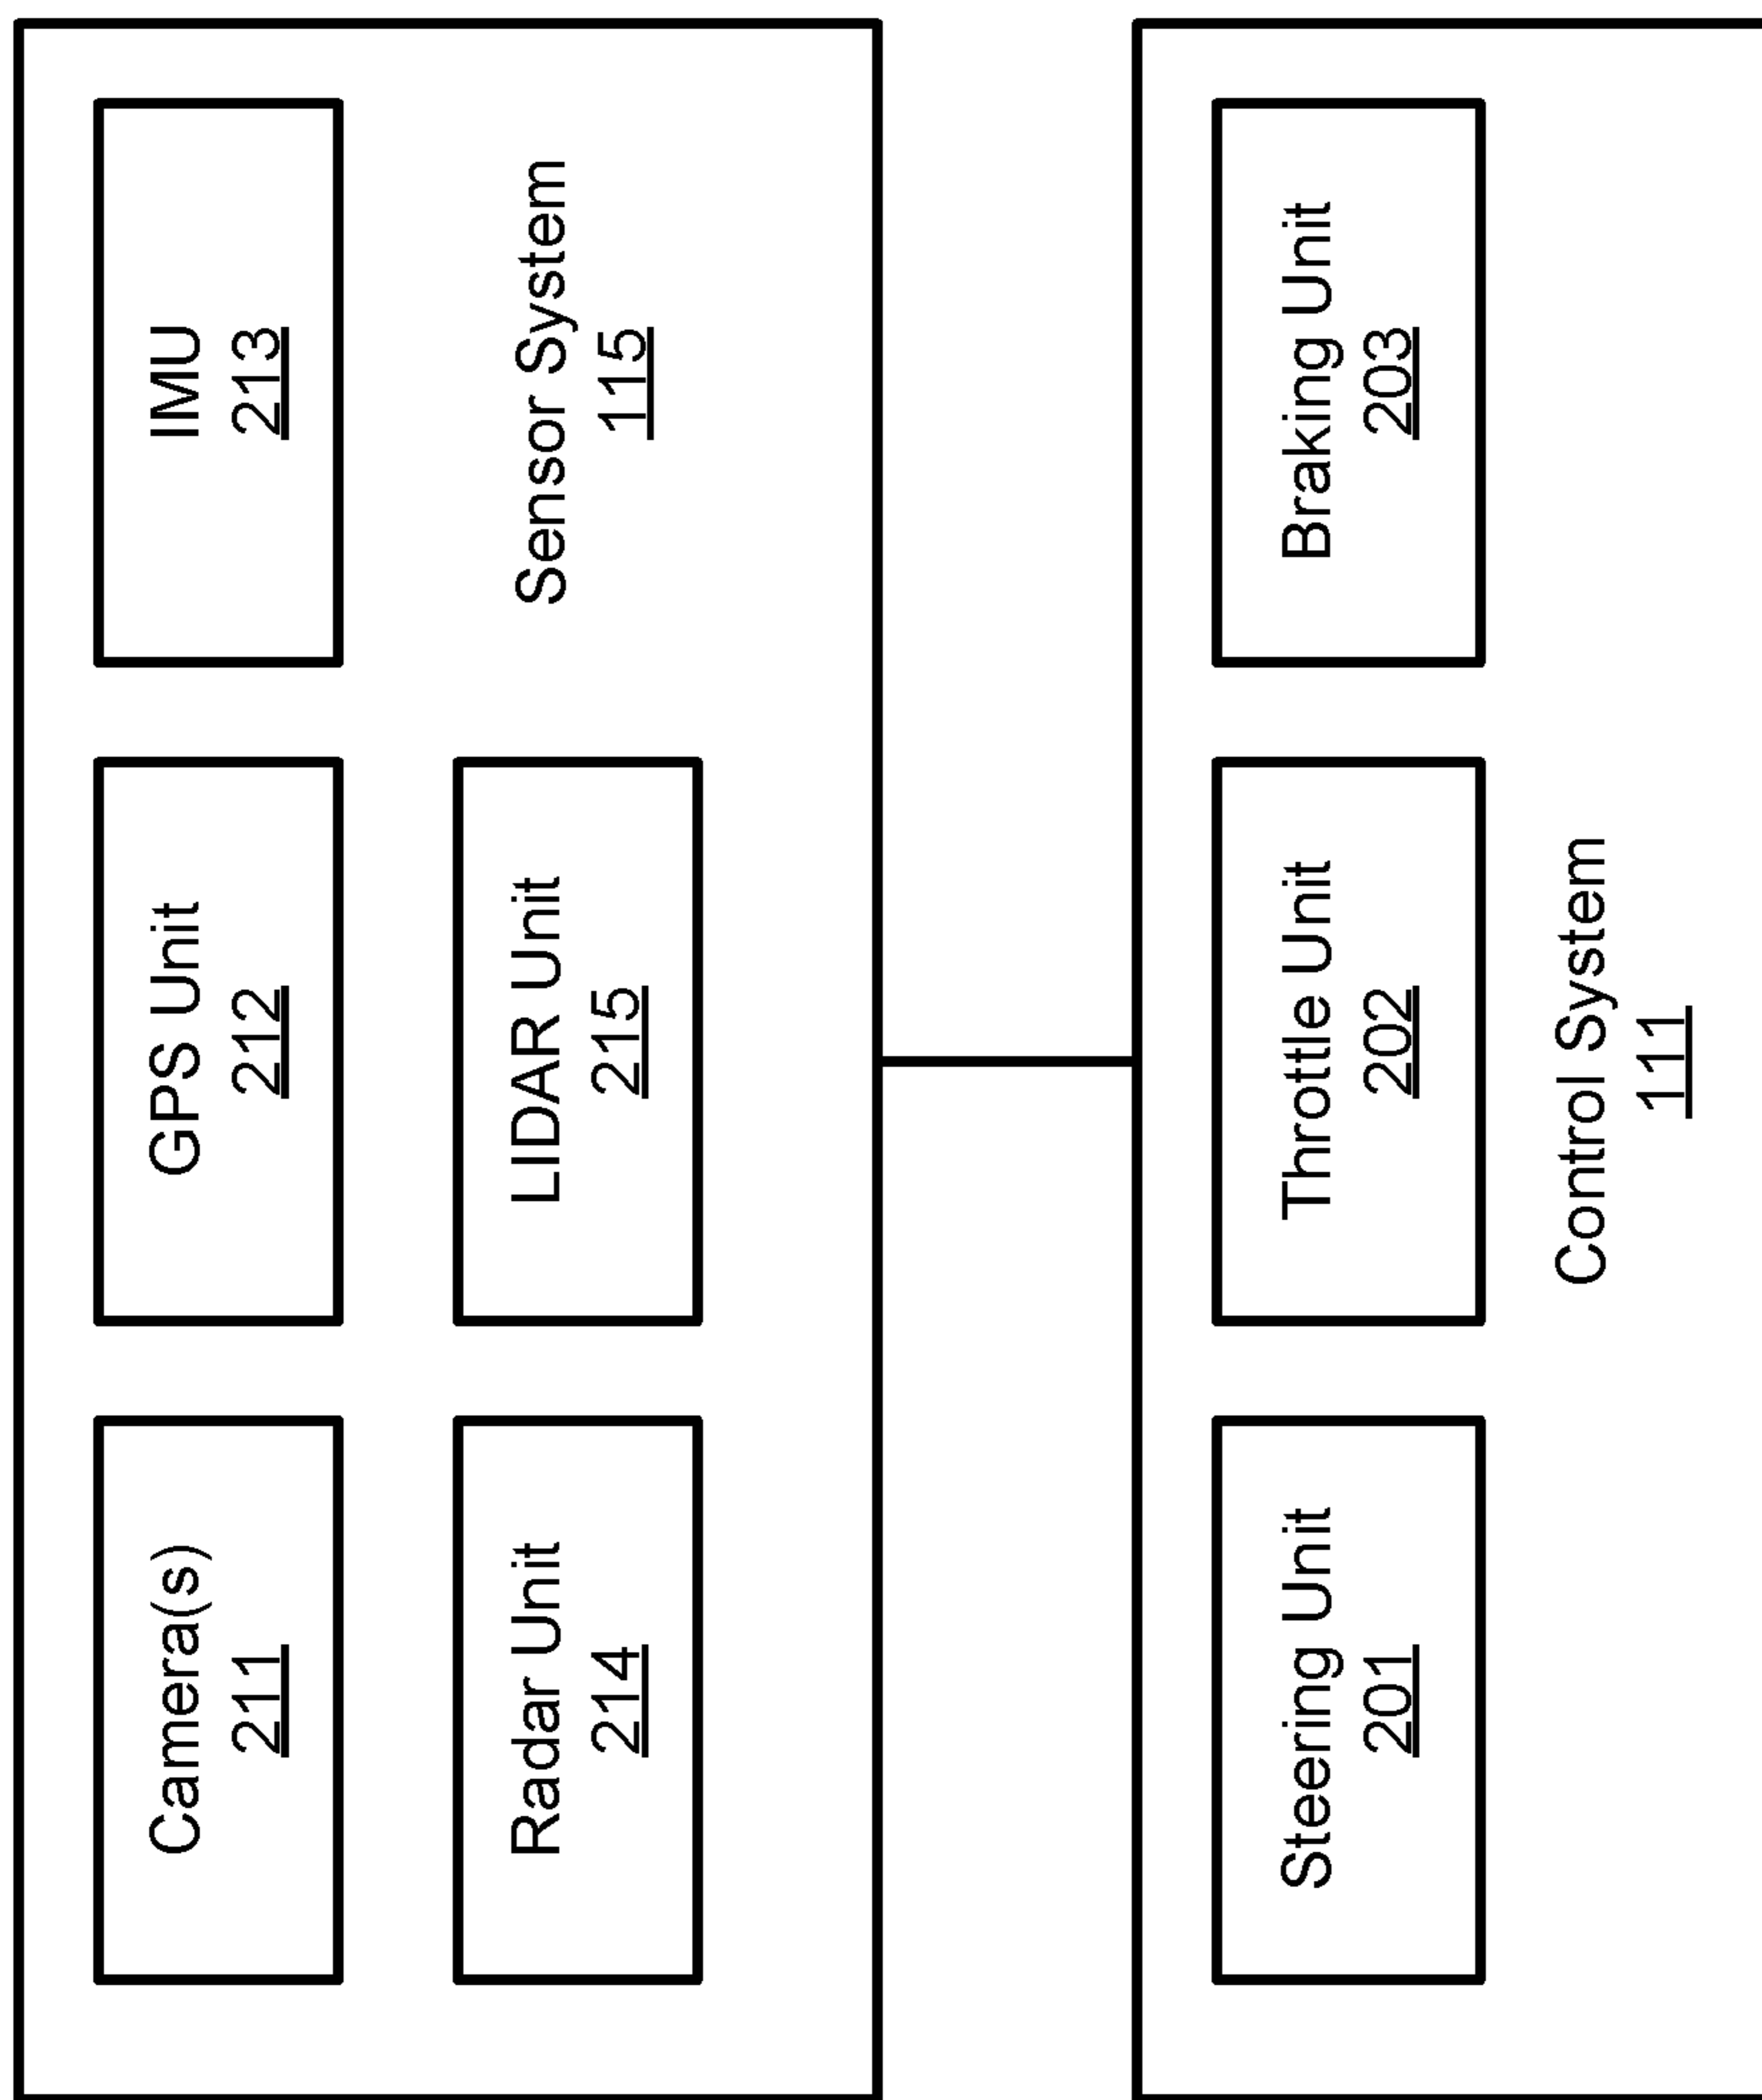 Camera(s)
211
GPS Unit
212
IMU
213
Radar Unit
214
LIDAR Unit
215
Sensor System
115
Steering Unit
201
Throttle Unit
202
Braking Unit
203
Control System
111